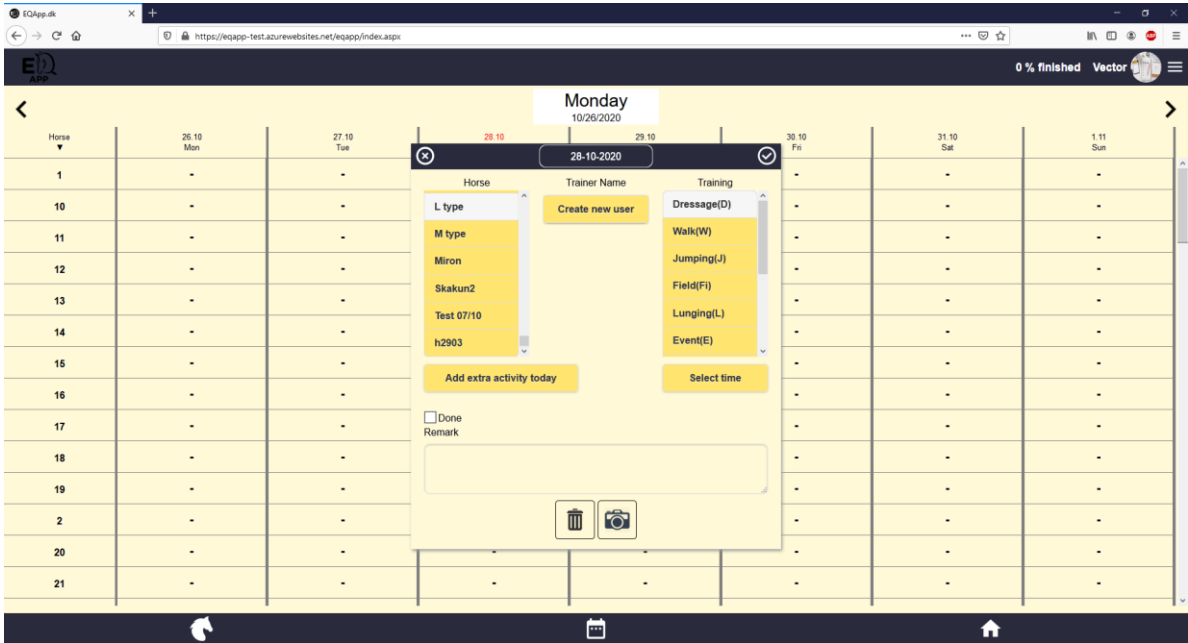 EQApp.dk
https://eqapp-test.azurewebsites.net/eqapp/index.aspx
ABP
EQ
APP
0 % finished Vector
Monday
10/26/2020
Horse 26.10 27.10 28.10 29.10 30.10 31.10 1.11
▼ Mon Tue Fri Sat Sun
28-10-2020
Horse Trainer Name Training
L type
M type
Miron
Skakun2
Test 07/10
h2903
Create new user
Dressage(D)
Walk(W)
Jumping(J)
Field(Fi)
Lunging(L)
Event(E)
Add extra activity today Select time
Done
Remark
1 - - - - -
10 - - - - -
11 - - - - -
12 - - - - -
13 - - - - -
14 - - - - -
15 - - - - -
16 - - - - -
17 - - - - -
18 - - - - -
19 - - - - -
2 - - - - -
20 - - - - - - -
21 - - - - - - -